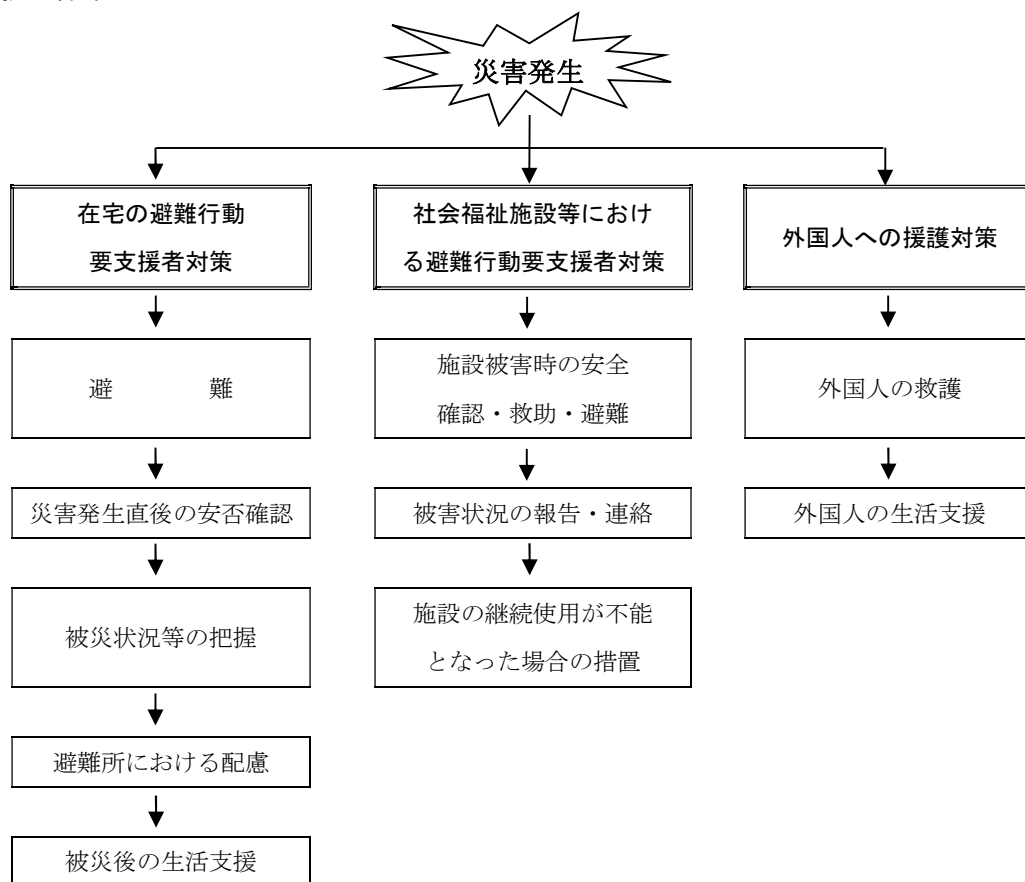 災害発生
在宅の避難行動
要支援者対策
社会福祉施設等におけ
る避難行動要支援者対策
外国人への援護対策
避　　　　難
施設被害時の安全
確認・救助・避難
外国人の救護
災害発生直後の安否確認
被害状況の報告・連絡
外国人の生活支援
被災状況等の把握
施設の継続使用が不能
となった場合の措置
避難所における配慮
被災後の生活支援